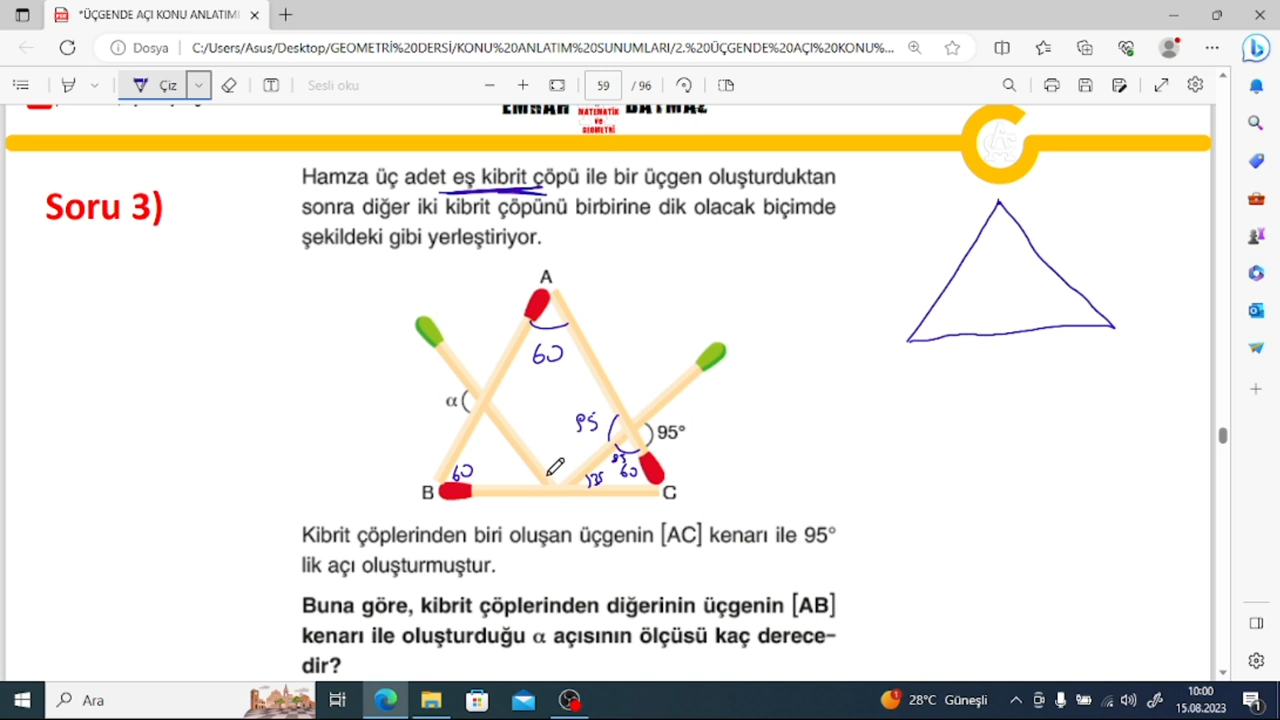 *ÜÇGENDE AÇI KONU ANLATIMI
Dosya
C:/Users/Asus/Desktop/GEOMETRİ%20DERSİ/KONU%20ANLATIM%20SUNUMLARI/2.%20ÜÇGENDE%20AÇI%20KONU%...
Çiz
Sesli oku
59
/ 96
EMRAH
MATEMATİK
ve
GEOMETRİ
Soru 3)
Hamza üç adet eş kibrit çöpü ile bir üçgen oluşturduktan
sonra diğer iki kibrit çöpünü birbirine dik olacak biçimde
şekildeki gibi yerleştiriyor.
A
60
α
95
95°
60
60
B
C
Kibrit çöplerinden biri oluşan üçgenin [AC] kenarı ile 95°
lik açı oluşturmuştur.
Buna göre, kibrit çöplerinden diğerinin üçgenin [AB]
kenarı ile oluşturduğu α açısının ölçüsü kaç derece-
dir?
Ara
28°C Güneşli
10:00
15.08.2023